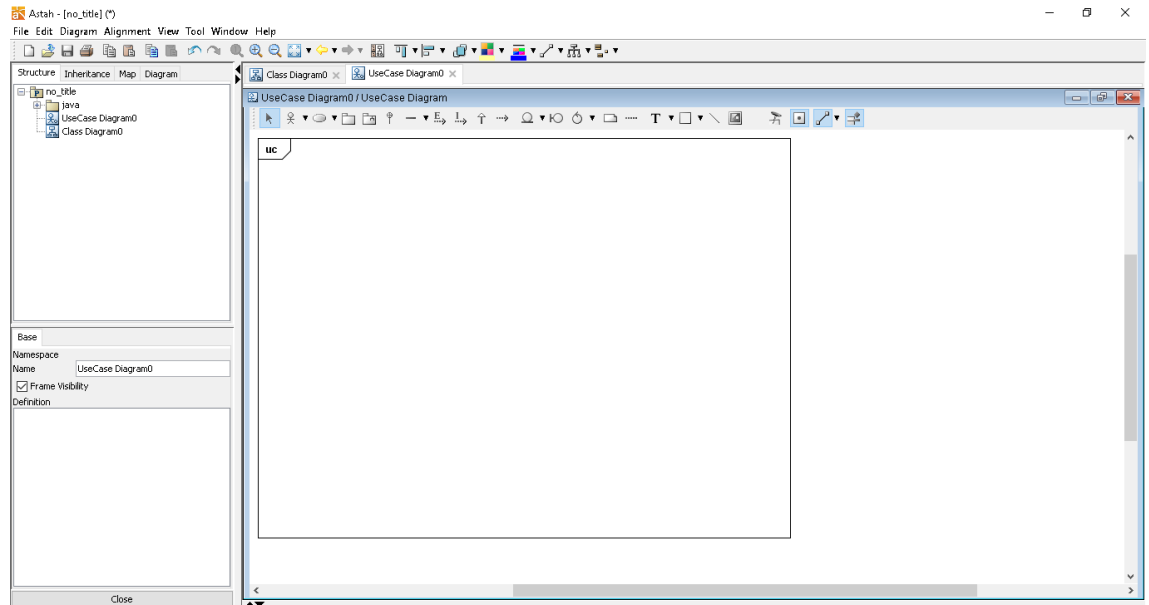 Astah - [no_title] (*)
File Edit Diagram Alignment View Tool Window Help
Structure Inheritance Map Diagram
no_title
java
UseCase Diagram0
Class Diagram0
Class Diagram0
UseCase Diagram0
UseCase Diagram0 / UseCase Diagram
E
I
T
uc
Base
Namespace
Name UseCase Diagram0
Frame Visibility
Definition
Close